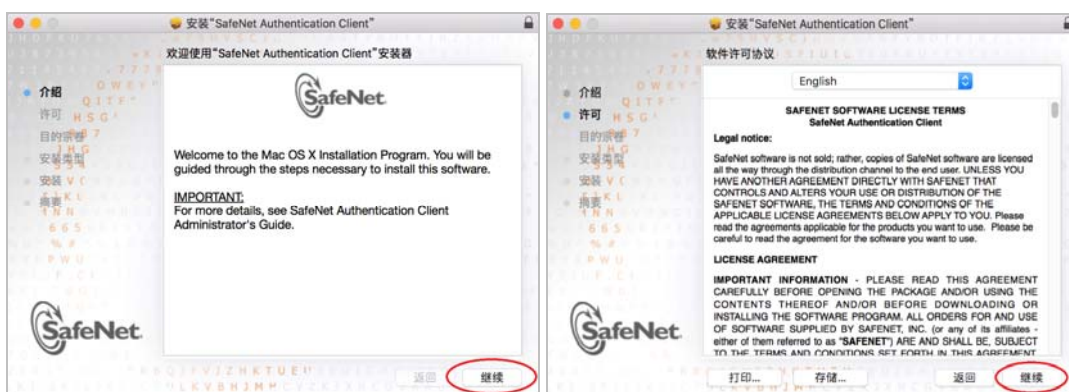 安装“SafeNet Authentication Client”
欢迎使用“SafeNet Authentication Client”安装器
介绍
许可
目的宗卷
安装类型
安装
摘要
SafeNet.
Welcome to the Mac OS X Installation Program. You will be
guided through the steps necessary to install this software.
IMPORTANT:
For more details, see SafeNet Authentication Client
Administrator's Guide.
SafeNet.
返回
继续
安装“SafeNet Authentication Client”
软件许可协议
介绍
许可
目的宗卷
安装类型
安装
摘要
English
SAFENET SOFTWARE LICENSE TERMS
SafeNet Authentication Client
Legal notice:
SafeNet software is not sold; rather, copies of SafeNet software are licensed
all the way through the distribution channel to the end user. UNLESS YOU
HAVE ANOTHER AGREEMENT DIRECTLY WITH SAFENET THAT
CONTROLS AND ALTERS YOUR USE OR DISTRIBUTION OF THE
SAFENET SOFTWARE, THE TERMS AND CONDITIONS OF THE
APPLICABLE LICENSE AGREEMENTS BELOW APPLY TO YOU. Please
read the agreements applicable for the products you want to use. Please be
careful to read the agreement for the software you want to use.
LICENSE AGREEMENT
IMPORTANT INFORMATION - PLEASE READ THIS AGREEMENT
CAREFULLY BEFORE OPENING THE PACKAGE AND/OR USING THE
CONTENTS THEREOF AND/OR BEFORE DOWNLOADING OR
INSTALLING THE SOFTWARE PROGRAM. ALL ORDERS FOR AND USE
OF SOFTWARE SUPPLIED BY SAFENET, INC. (or any of its affiliates -
either of them referred to as "SAFENET") ARE AND SHALL BE, SUBJECT
TO THE TERMS AND CONDITIONS SET FORTH IN THIS AGREEMENT
SafeNet.
打印...
存储...
返回
继续